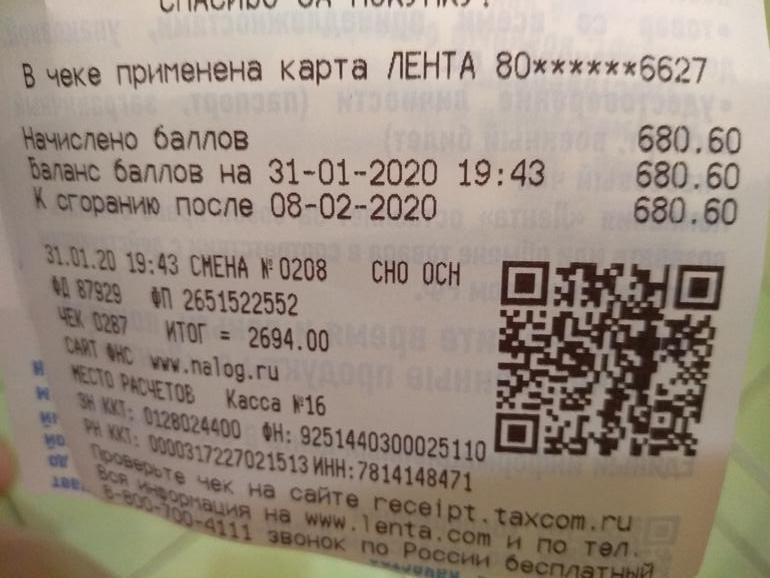 СПАСИБО ЗА ПОКУПКУ!
В чеке применена карта ЛЕНТА 80******6627
Начислено баллов 680.60
Баланс баллов на 31-01-2020 19:43 680.60
К сгоранию после 08-02-2020 680.60
31.01.20 19:43 СМЕНА №0208 СНО ОСН
ФД 87929 ФП 2651522552
ЧЕК 0287 ИТОГ = 2694.00
САЙТ ФНС www.nalog.ru
МЕСТО РАСЧЕТОВ Касса №16
ЗН ККТ: 0128024400 ФН: 9251440300025110
РН ККТ: 0000317227021513 ИНН:7814148471
Проверьте чек на сайте receipt.taxcom.ru
Вся информация на www.lenta.com и по тел.
8-800-700-4111 звонок по России бесплатный